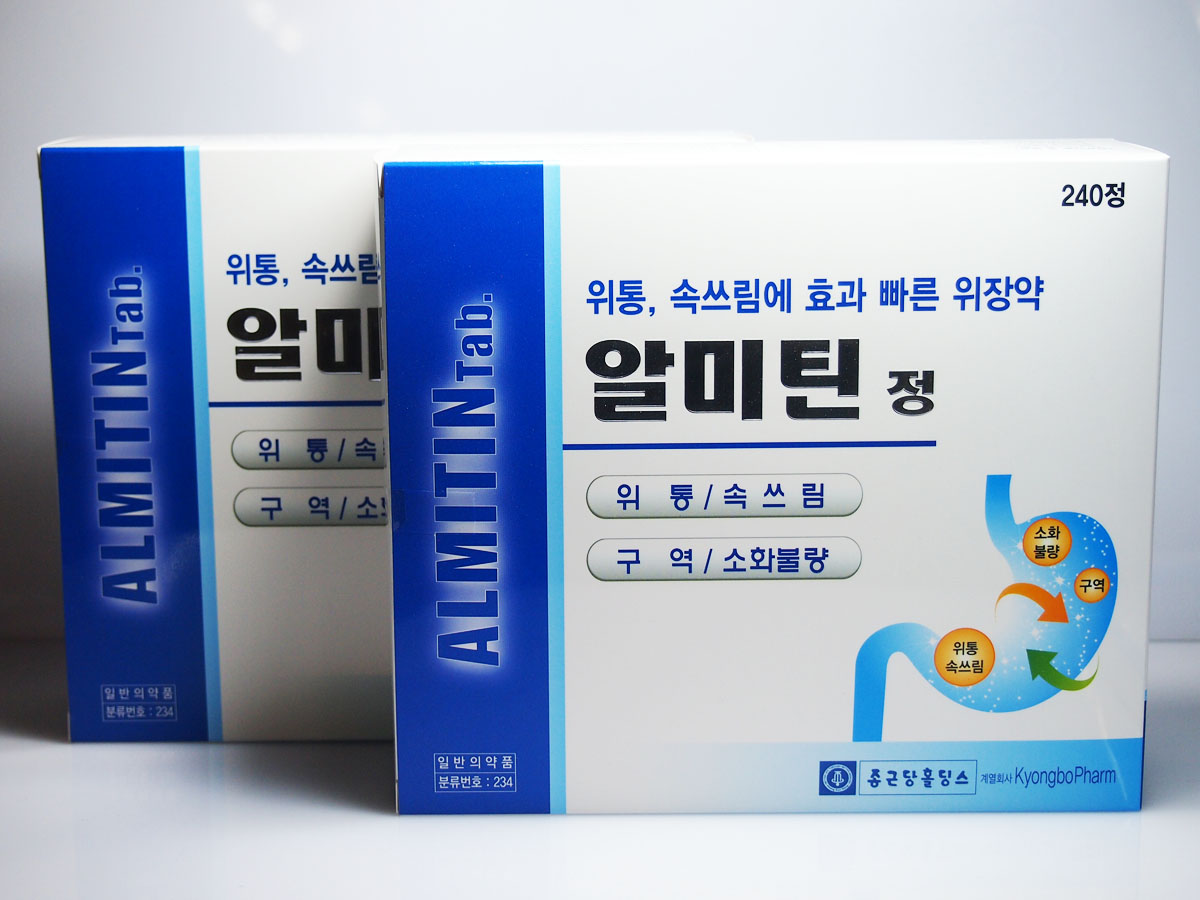 ALMITIN Tab.
위통, 속쓰림
알미
위 통 / 속
구 역 / 소화
일반의약품
분류번호 : 234
ALMITIN Tab.
240정
위통, 속쓰림에 효과 빠른 위장약
알미틴 정
위 통 / 속 쓰 림
구 역 / 소화불량
소화
불량
구역
위통
속쓰림
일반의약품
분류번호 : 234
종근당홀딩스 계열회사 KyongboPharm